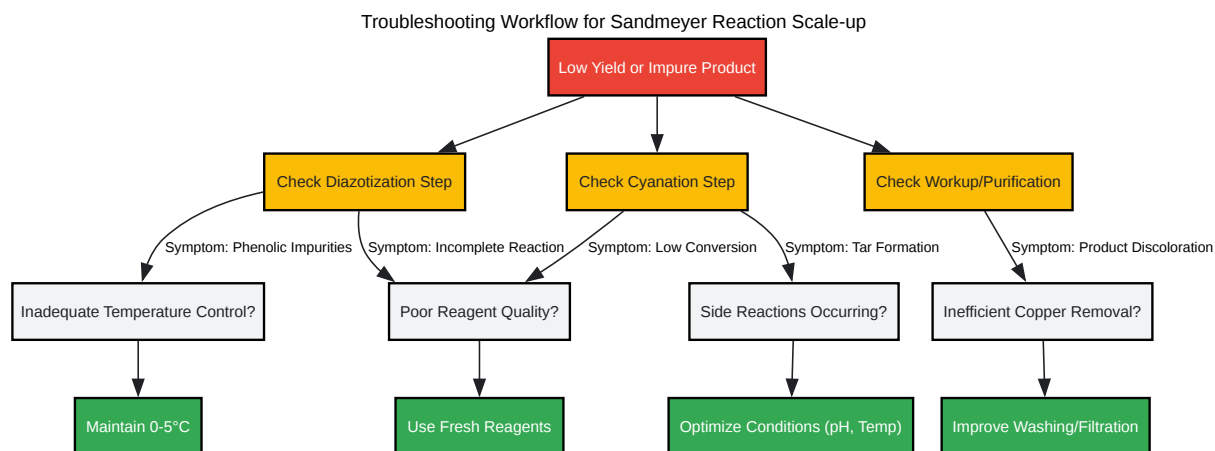 Troubleshooting Workflow for Sandmeyer Reaction Scale-up
Low Yield or Impure Product
Check Diazotization Step
Check Cyanation Step
Check Workup/Purification
Symptom: Phenolic Impurities
Symptom: Incomplete Reaction
Symptom: Low Conversion
Symptom: Tar Formation
Symptom: Product Discoloration
Inadequate Temperature Control?
Poor Reagent Quality?
Side Reactions Occurring?
Inefficient Copper Removal?
Maintain 0-5°C
Use Fresh Reagents
Optimize Conditions (pH, Temp)
Improve Washing/Filtration